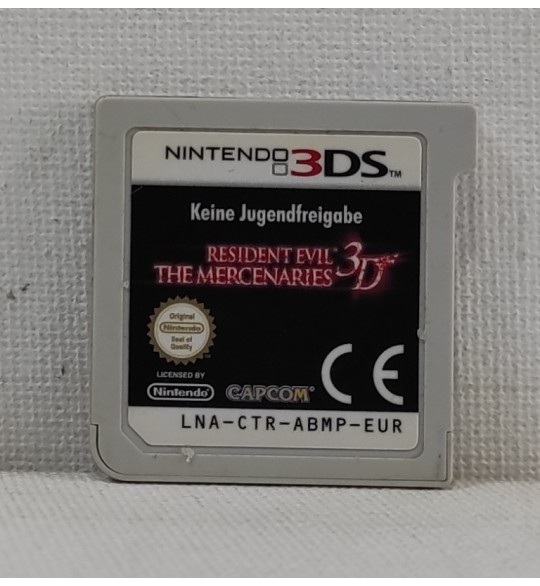 NINTENDO 3DS™
Keine Jugendfreigabe
RESIDENT EVIL®
THE MERCENARIES 3D
Original
Nintendo
Seal of
Quality
LICENSED BY
Nintendo®
CAPCOM®
CE
LNA-CTR-ABMP-EUR